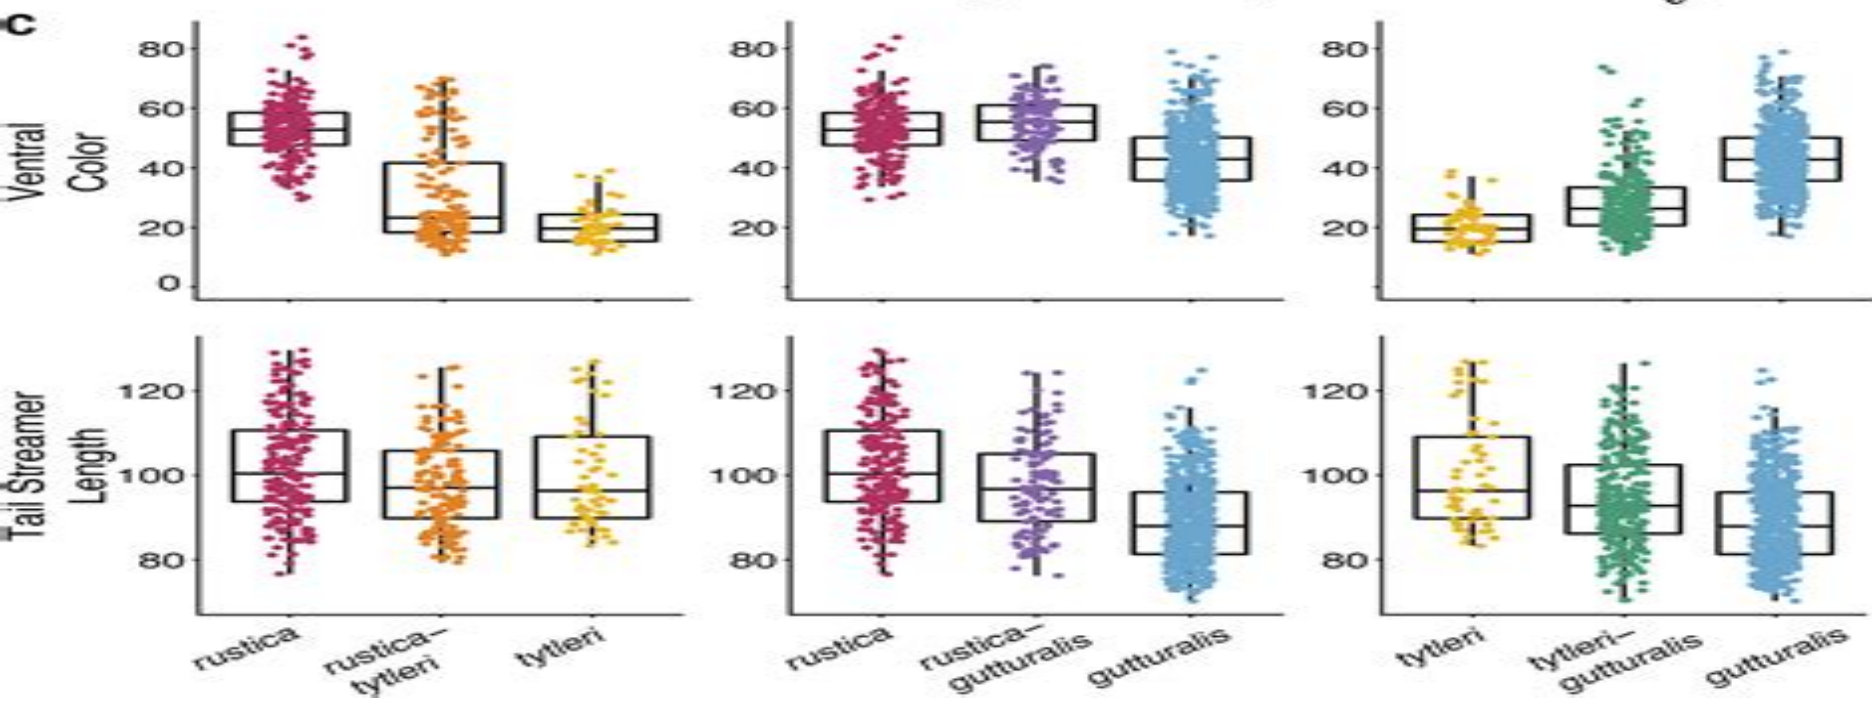 C
Ventral
Color
80
60
40
20
0
80
60
40
20
80
60
40
20
Tail Streamer
Length
120
100
80
120
100
80
120
100
80
rustica
rustica–
tytleri
tytleri
rustica
rustica–
gutturalis
gutturalis
tytleri
tytleri–
gutturalis
gutturalis